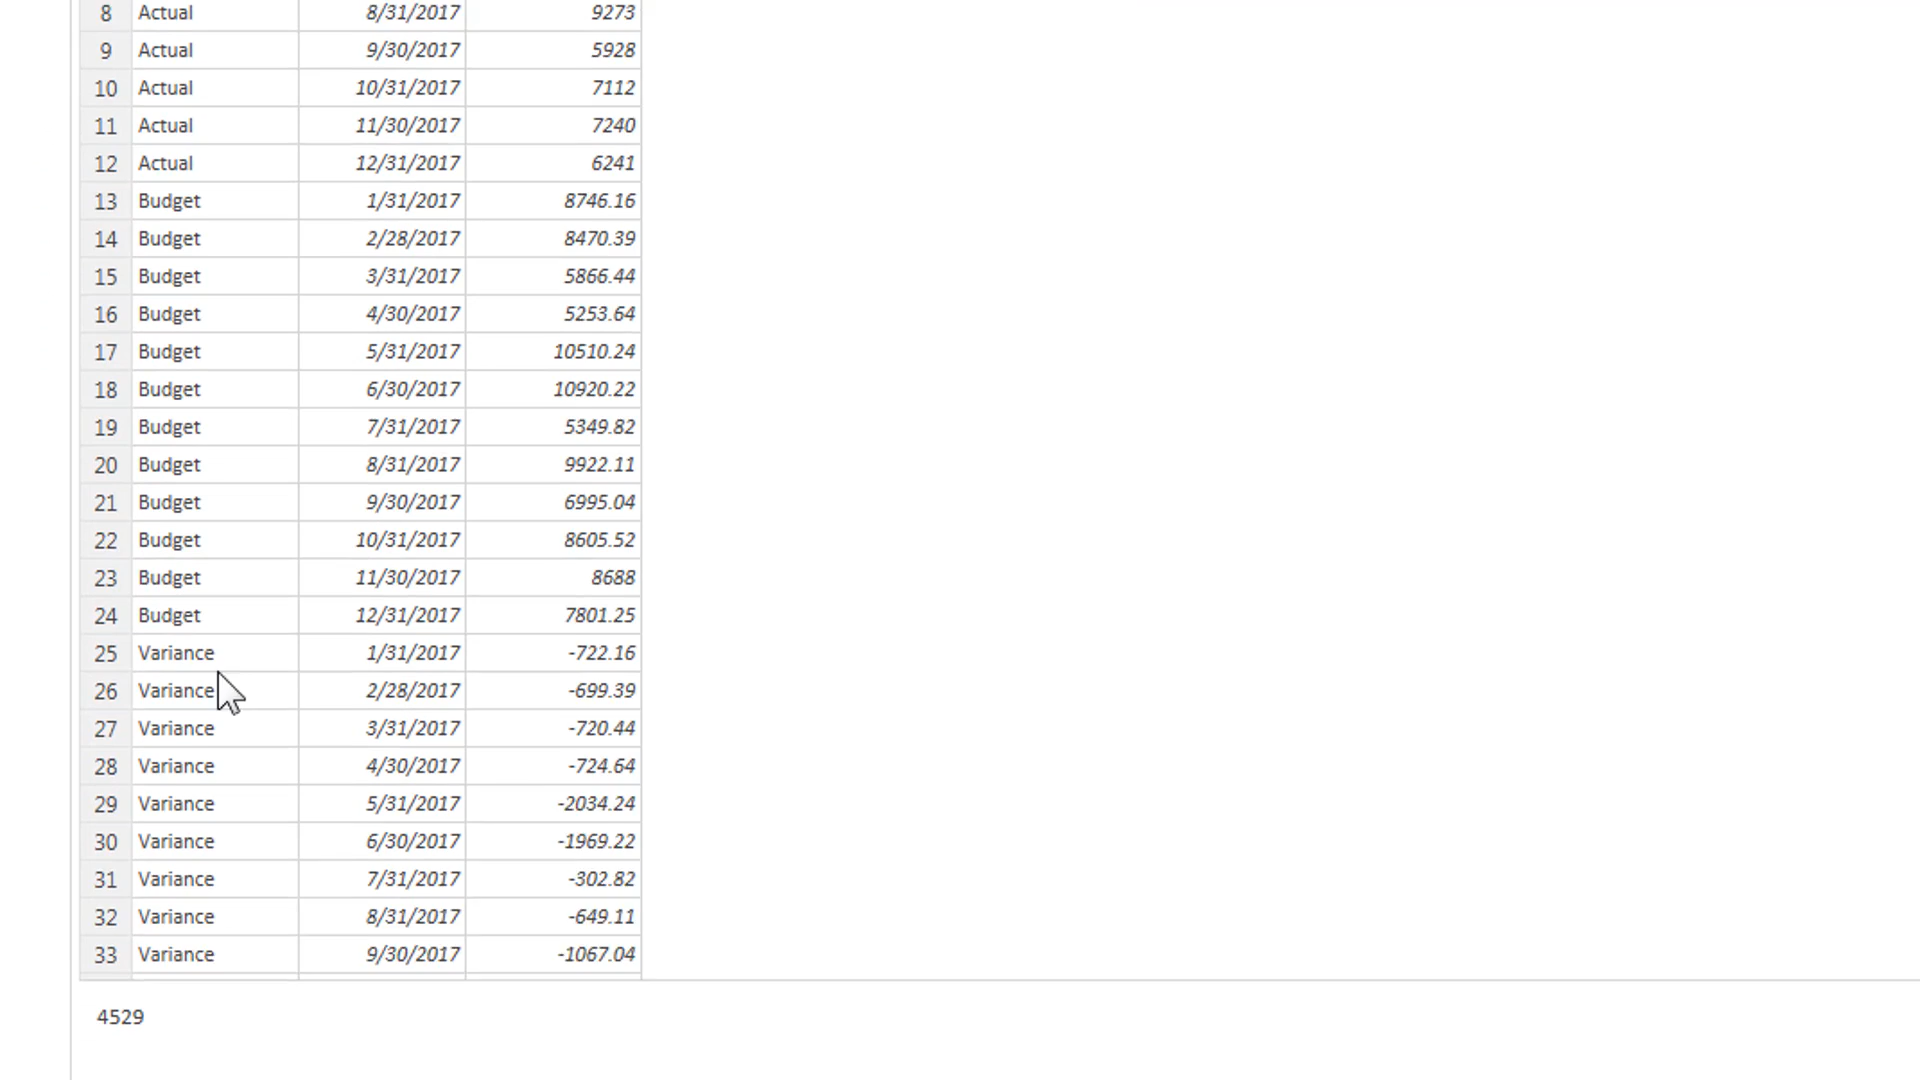 8 Actual 8/31/2017 9273
9 Actual 9/30/2017 5928
10 Actual 10/31/2017 7112
11 Actual 11/30/2017 7240
12 Actual 12/31/2017 6241
13 Budget 1/31/2017 8746.16
14 Budget 2/28/2017 8470.39
15 Budget 3/31/2017 5866.44
16 Budget 4/30/2017 5253.64
17 Budget 5/31/2017 10510.24
18 Budget 6/30/2017 10920.22
19 Budget 7/31/2017 5349.82
20 Budget 8/31/2017 9922.11
21 Budget 9/30/2017 6995.04
22 Budget 10/31/2017 8605.52
23 Budget 11/30/2017 8688
24 Budget 12/31/2017 7801.25
25 Variance 1/31/2017 -722.16
26 Variance 2/28/2017 -699.39
27 Variance 3/31/2017 -720.44
28 Variance 4/30/2017 -724.64
29 Variance 5/31/2017 -2034.24
30 Variance 6/30/2017 -1969.22
31 Variance 7/31/2017 -302.82
32 Variance 8/31/2017 -649.11
33 Variance 9/30/2017 -1067.04
4529